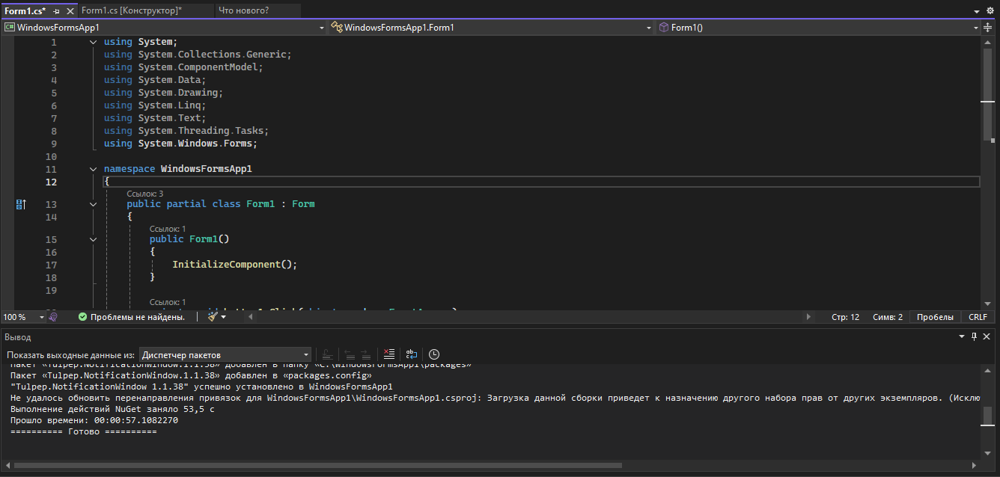 Form1.cs*
Form1.cs [Конструктор]*
Что нового?
C# WindowsFormsApp1
WindowsFormsApp1.Form1
Form1()
1 using System;
2 using System.Collections.Generic;
3 using System.ComponentModel;
4 using System.Data;
5 using System.Drawing;
6 using System.Linq;
7 using System.Text;
8 using System.Threading.Tasks;
9 using System.Windows.Forms;
10
11 namespace WindowsFormsApp1
12 {
Ссылок: 3
13 public partial class Form1 : Form
14 {
Ссылок: 1
15 public Form1()
16 {
17 InitializeComponent();
18 }
19
Ссылок: 1
100 %
Проблемы не найдены.
Стр: 12
Симв: 2
Пробелы
CRLF
Вывод
Показать выходные данные из: Диспетчер пакетов
Пакет «Tulpep.NotificationWindow.1.1.38» добавлен в папку «C:\WindowsFormsApp1\packages»
Пакет «Tulpep.NotificationWindow.1.1.38» добавлен в «packages.config»
"Tulpep.NotificationWindow 1.1.38" успешно установлено в WindowsFormsApp1
Не удалось обновить перенаправления привязок для WindowsFormsApp1\WindowsFormsApp1.csproj: Загрузка данной сборки приведет к назначению другого набора прав от других экземпляров. (Исклю
Выполнение действий NuGet заняло 53,5 с
Прошло времени: 00:00:57.1082270
========== Готово ==========